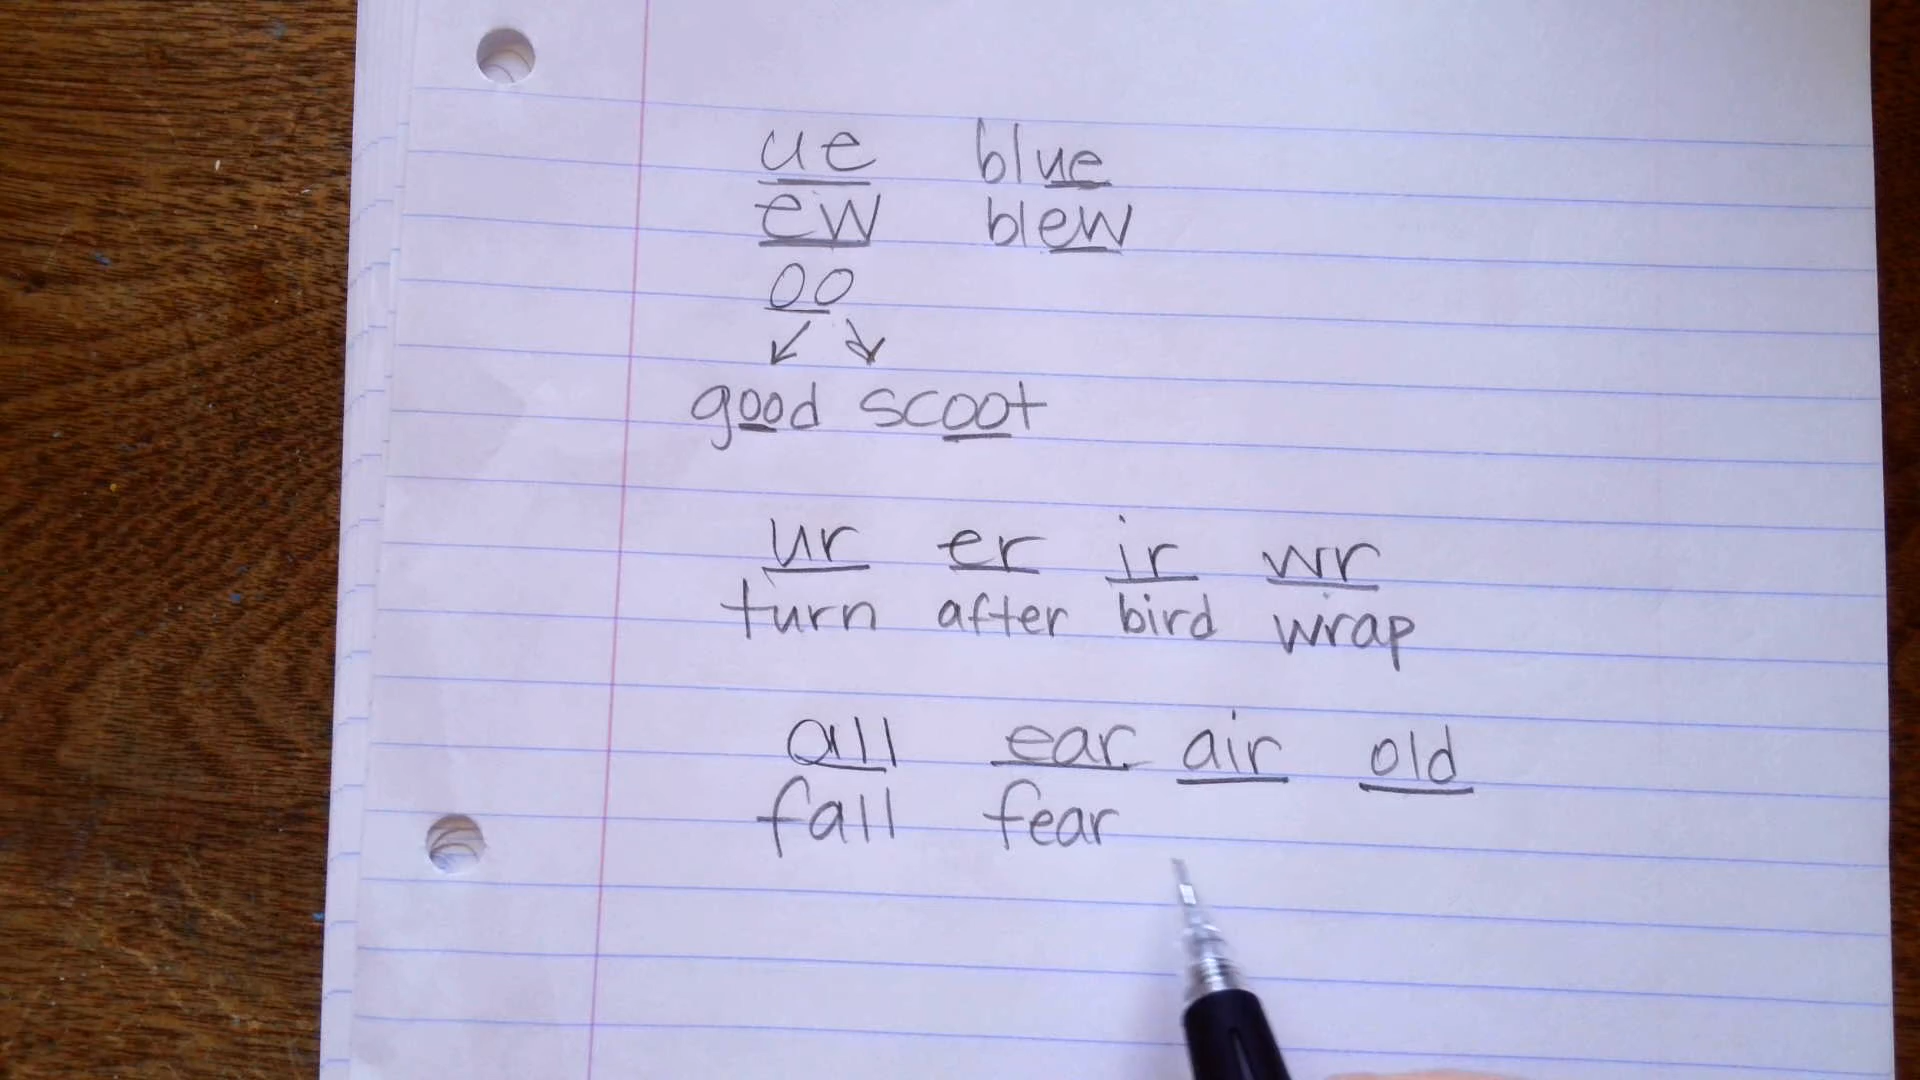 ue blue
ew blew
oo
↙ ↘
good scoot
ur er ir wr
turn after bird wrap
all ear air old
fall fear